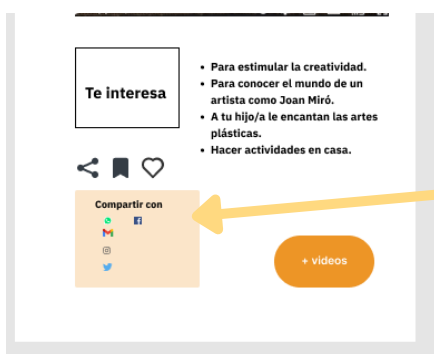 Te interesa
• Para estimular la creatividad.
• Para conocer el mundo de un
artista como Joan Miró.
• A tu hijo/a le encantan las artes
plásticas.
• Hacer actividades en casa.
Compartir con
+ videos